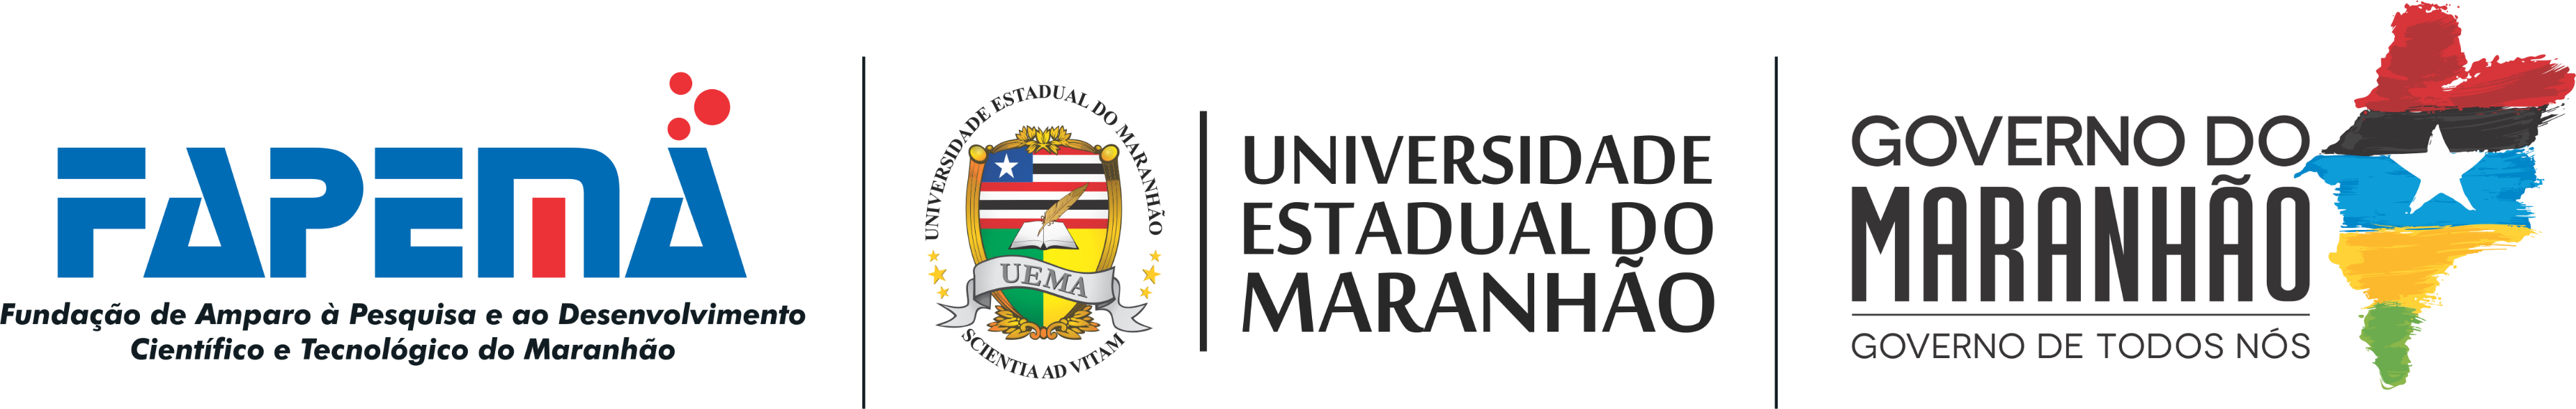 FAPEMA
Fundação de Amparo à Pesquisa e ao Desenvolvimento
Científico e Tecnológico do Maranhão
UNIVERSIDADE ESTADUAL DO MARANHÃO
UEMA
SCIENTIA AD VITAM
UNIVERSIDADE
ESTADUAL DO
MARANHÃO
GOVERNO DO
MARANHÃO
GOVERNO DE TODOS NÓS